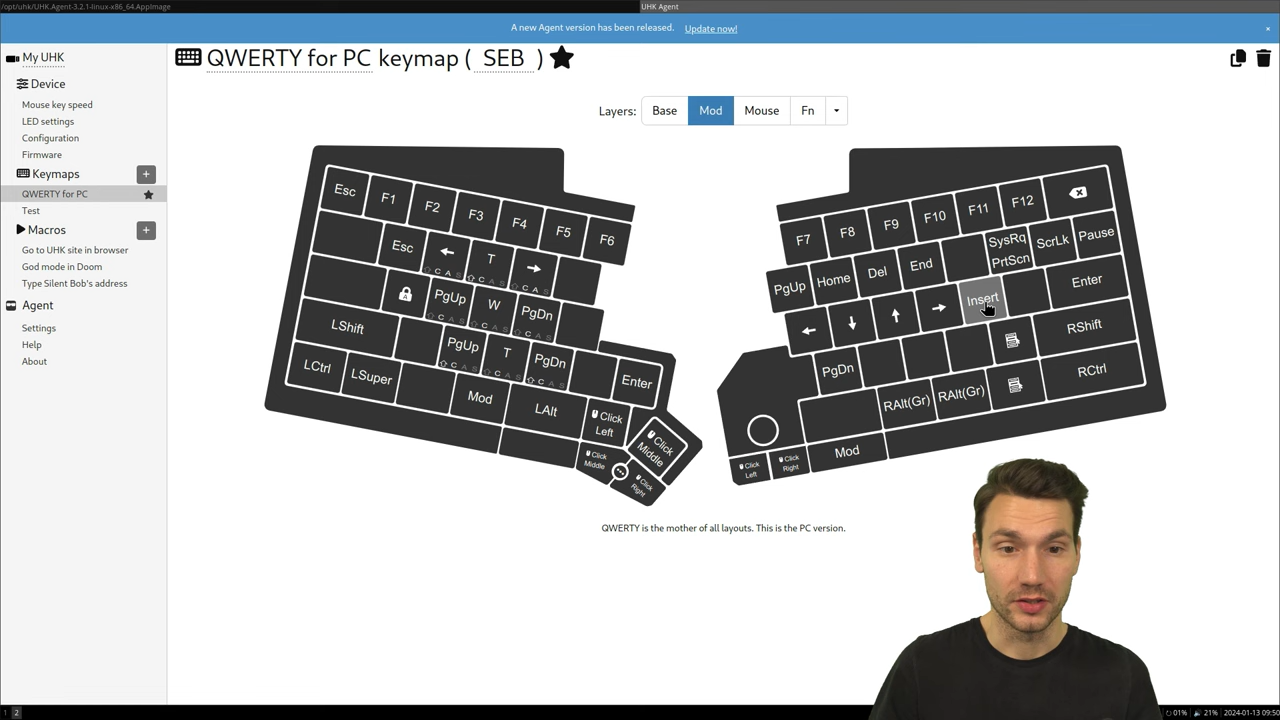 /opt/uhk/UHK.Agent-3.2.1-linux-x86_64.AppImage
UHK Agent
A new Agent version has been released. Update now!
×
My UHK
Device
Mouse key speed
LED settings
Configuration
Firmware
Keymaps +
QWERTY for PC
Test
Macros +
Go to UHK site in browser
God mode in Doom
Type Silent Bob's address
Agent
Settings
Help
About
QWERTY for PC keymap ( SEB )
Layers: Base Mod Mouse Fn
Esc F1 F2 F3 F4 F5 F6
Esc ← T → 
C A S C A S C A S
A PgUp W PgDn
C A S C A S C A S
LShift PgUp T PgDn Enter
C A S C A S C A S
LCtrl LSuper Mod LAlt
Click Left
Click Middle
Click Middle
Click Right
F7 F8 F9 F10 F11 F12
PgUp Home Del End SysRq PrtScn ScrLk Pause
← ↓ ↑ → Insert Enter
PgDn RShift
RAlt(Gr) RAlt(Gr) RCtrl
Click Left
Click Right
Mod
QWERTY is the mother of all layouts. This is the PC version.
1 2
01% 21% 2024-01-13 09:50